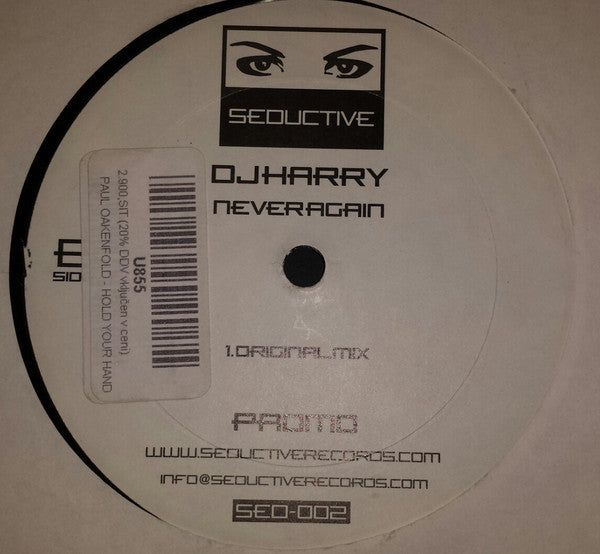 SEDUCTIVE
DJ HARRY
NEVER AGAIN
SID
2.900,SIT (20% DDV vključen v ceni)
PAUL OAKENFOLD - HOLD YOUR HAND
U855
1.ORIGINAL MIX
PROMO
WWW.SEDUCTIVERECORDS.COM
INFO@SEDUCTIVERECORDS.COM
SED-002